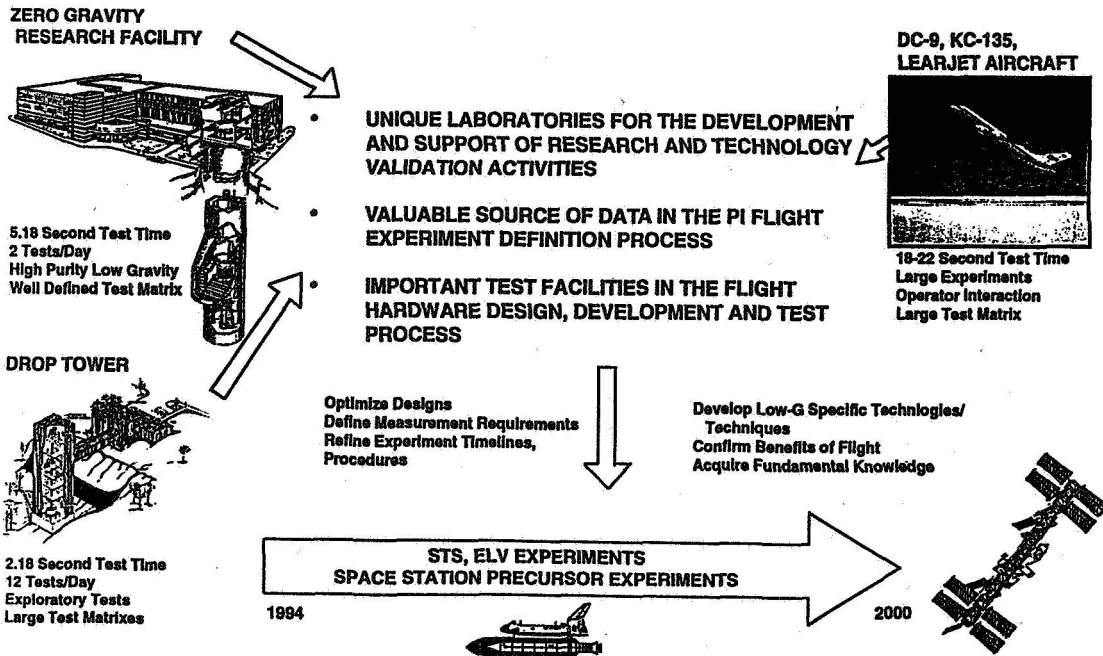 ZERO GRAVITY
RESEARCH FACILITY
5.18 Second Test Time
2 Tests/Day
High Purity Low Gravity
Well Defined Test Matrix
DROP TOWER
2.18 Second Test Time
12 Tests/Day
Exploratory Tests
Large Test Matrixes
• UNIQUE LABORATORIES FOR THE DEVELOPMENT
AND SUPPORT OF RESEARCH AND TECHNOLOGY
VALIDATION ACTIVITIES
• VALUABLE SOURCE OF DATA IN THE PI FLIGHT
EXPERIMENT DEFINITION PROCESS
• IMPORTANT TEST FACILITIES IN THE FLIGHT
HARDWARE DESIGN, DEVELOPMENT AND TEST
PROCESS
DC-9, KC-135,
LEARJET AIRCRAFT
18-22 Second Test Time
Large Experiments
Operator Interaction
Large Test Matrix
Optimize Designs
Define Measurement Requirements
Refine Experiment Timelines,
Procedures
Develop Low-G Specific Technlogies/
Techniques
Confirm Benefits of Flight
Acquire Fundamental Knowledge
STS, ELV EXPERIMENTS
SPACE STATION PRECURSOR EXPERIMENTS
1994
2000